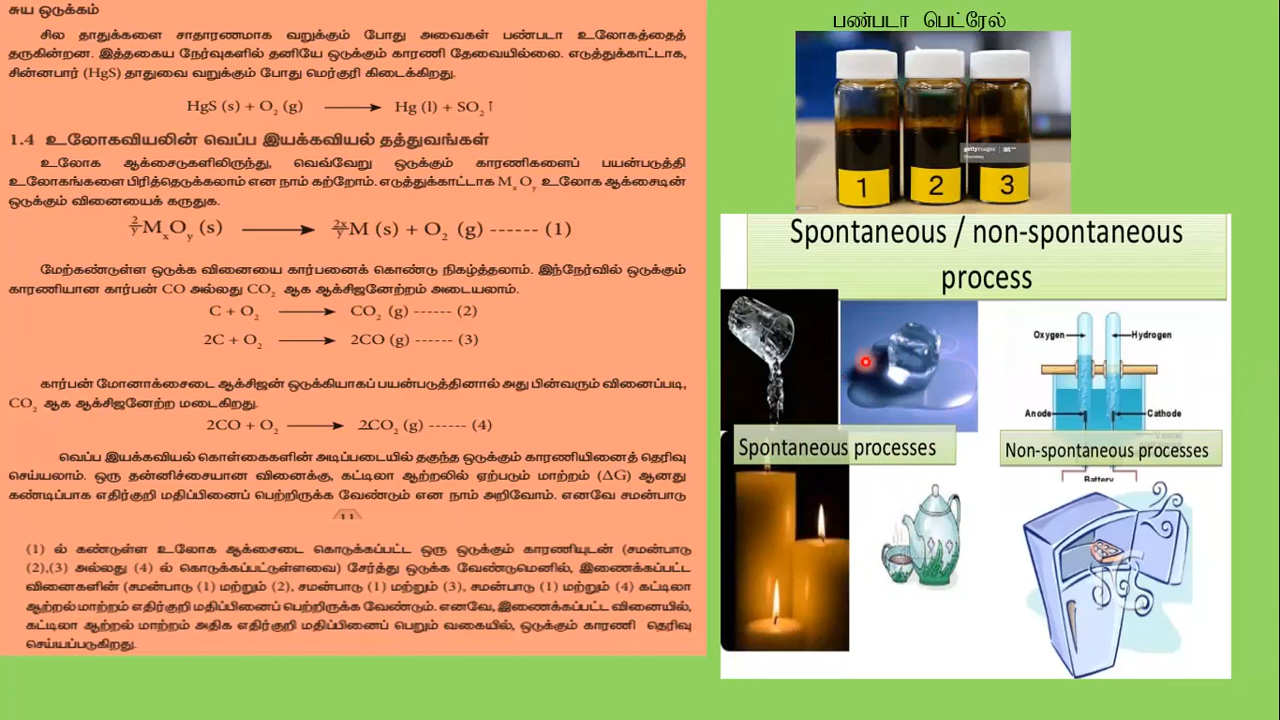 சுய ஒடுக்கம்
சில தாதுக்களை சாதாரணமாக வறுக்கும் போது அவைகள் பண்படா உலோகத்தைத்
தருகின்றன. இத்தகைய நேர்வுகளில் தனியே ஒடுக்கும் காரணி தேவையில்லை. எடுத்துக்காட்டாக,
சின்னபார் (HgS) தாதுவை வறுக்கும் போது மெர்குரி கிடைக்கிறது.
HgS (s) + O₂ (g) ⟶ Hg (l) + SO₂↑
1.4 உலோகவியலின் வெப்ப இயக்கவியல் தத்துவங்கள்
உலோக ஆக்சைடுகளிலிருந்து, வெவ்வேறு ஒடுக்கும் காரணிகளைப் பயன்படுத்தி
உலோகங்களை பிரித்தெடுக்கலாம் என நாம் கற்றோம். எடுத்துக்காட்டாக MₓOᵧ உலோக ஆக்சைடின்
ஒடுக்கும் வினையைக் கருதுக.
2/y MₓOᵧ (s) ⟶ 2x/y M (s) + O₂ (g) ------ (1)
மேற்கண்டுள்ள ஒடுக்க வினையை கார்பனைக் கொண்டு நிகழ்த்தலாம். இந்நேர்வில் ஒடுக்கும்
காரணியான கார்பன் CO அல்லது CO₂ ஆக ஆக்சிஜனேற்றம் அடையலாம்.
C + O₂ ⟶ CO₂ (g) ------ (2)
2C + O₂ ⟶ 2CO (g) ------ (3)
கார்பன் மோனாக்சைடை ஆக்சிஜன் ஒடுக்கியாகப் பயன்படுத்தினால் அது பின்வரும் வினைப்படி,
CO₂ ஆக ஆக்சிஜனேற்ற மடைகிறது.
2CO + O₂ ⟶ 2CO₂ (g) ------ (4)
வெப்ப இயக்கவியல் கொள்கைகளின் அடிப்படையில் தகுந்த ஒடுக்கும் காரணியினைத் தெரிவு
செய்யலாம். ஒரு தன்னிச்சையான வினைக்கு, கட்டிலா ஆற்றலில் ஏற்படும் மாற்றம் (ΔG) ஆனது
கண்டிப்பாக எதிர்குறி மதிப்பினைப் பெற்றிருக்க வேண்டும் என நாம் அறிவோம். எனவே சமன்பாடு
11
(1) ல் கண்டுள்ள உலோக ஆக்சைடை கொடுக்கப்பட்ட ஒரு ஒடுக்கும் காரணியுடன் (சமன்பாடு
(2),(3) அல்லது (4) ல் கொடுக்கப்பட்டுள்ளவை) சேர்த்து ஒடுக்க வேண்டுமெனில், இணைக்கப்பட்ட
வினைகளின் (சமன்பாடு (1) மற்றும் (2), சமன்பாடு (1) மற்றும் (3), சமன்பாடு (1) மற்றும் (4) கட்டிலா
ஆற்றல் மாற்றம் எதிர்குறி மதிப்பினைப் பெற்றிருக்க வேண்டும். எனவே, இணைக்கப்பட்ட வினையில்,
கட்டிலா ஆற்றல் மாற்றம் அதிக எதிர்குறி மதிப்பினைப் பெறும் வகையில், ஒடுக்கும் காரணி தெரிவு
செய்யப்படுகிறது.
பண்படா பெட்ரேல்
gettyimages
1 2 3
Spontaneous / non-spontaneous
process
Oxygen Hydrogen
Anode Cathode
Spontaneous processes
Non-spontaneous processes
Battery